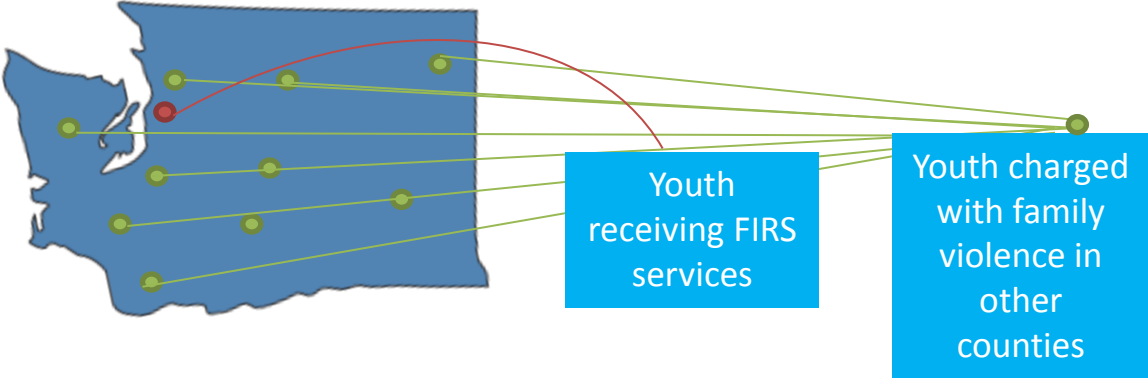 Youth
receiving FIRS
services
Youth charged
with family
violence in
other
counties